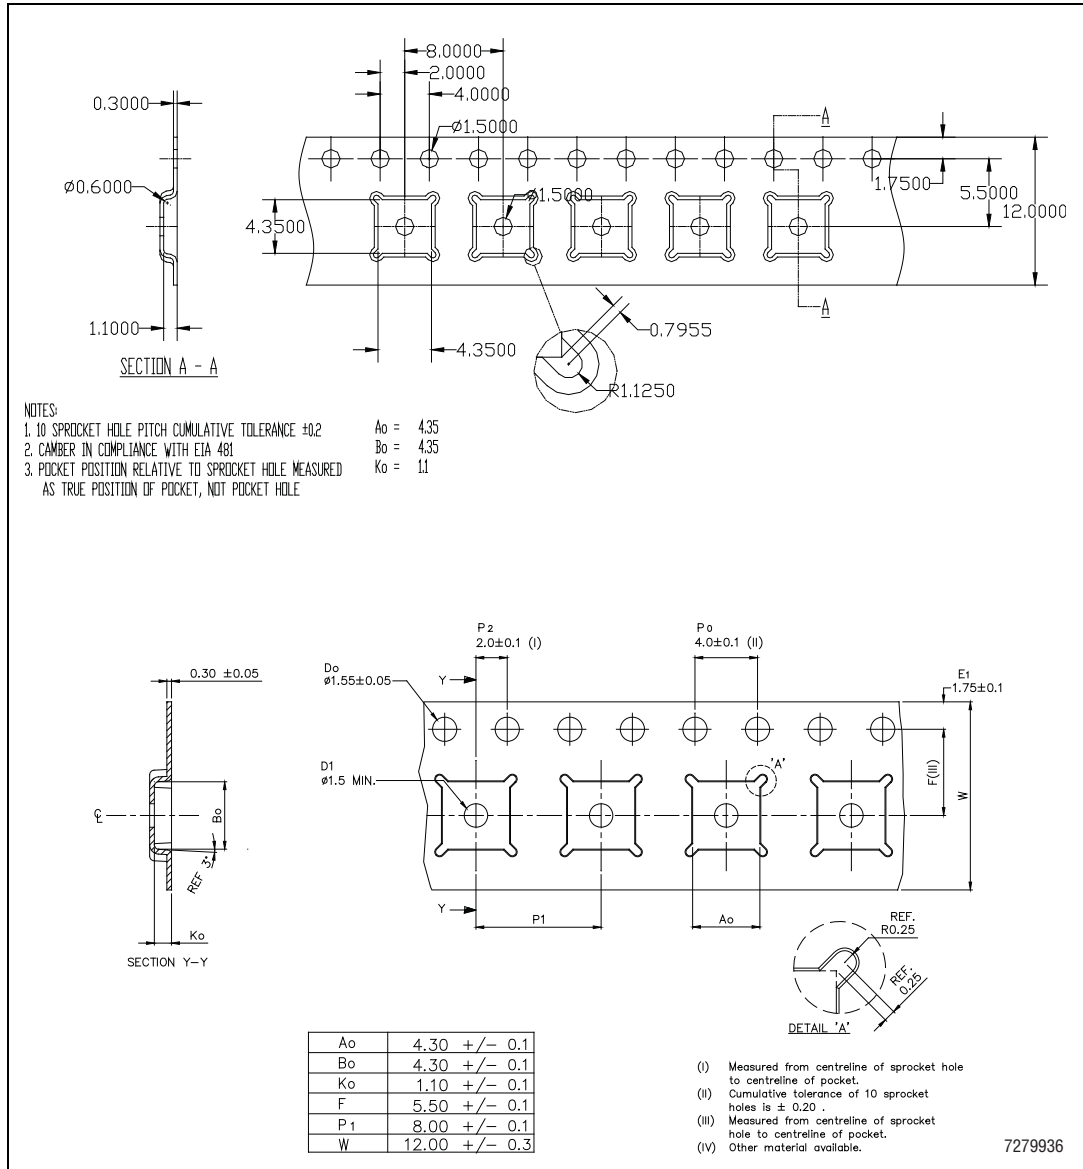 8.0000
2.0000
4.0000
0.3000
Ø1.5000
A
Ø0.6000
Ø1.5000
1.7500
5.5000
12.0000
4.3500
1.1000
4.3500
0.7955
A
R1.1250
SECTION A - A
NOTES:
1. 10 SPROCKET HOLE PITCH CUMULATIVE TOLERANCE ±0.2
2. CAMBER IN COMPLIANCE WITH EIA 481
3. POCKET POSITION RELATIVE TO SPROCKET HOLE MEASURED
AS TRUE POSITION OF POCKET, NOT POCKET HOLE
Ao = 4.35
Bo = 4.35
Ko = 1.1
P2
2.0±0.1 (I)
Po
4.0±0.1 (II)
0.30 ±0.05
Do
Ø1.55±0.05
Y
E1
1.75±0.1
D1
Ø1.5 MIN.
'A'
F(III)
W
℄
Bo
REF 3°
Ko
SECTION Y-Y
Y
P1
Ao
REF.
R0.25
REF.
0.25
DETAIL 'A'
Ao 4.30 +/- 0.1
Bo 4.30 +/- 0.1
Ko 1.10 +/- 0.1
F 5.50 +/- 0.1
P1 8.00 +/- 0.1
W 12.00 +/- 0.3
(I) Measured from centreline of sprocket hole
to centreline of pocket.
(II) Cumulative tolerance of 10 sprocket
holes is ± 0.20 .
(III) Measured from centreline of sprocket
hole to centreline of pocket.
(IV) Other material available.
7279936